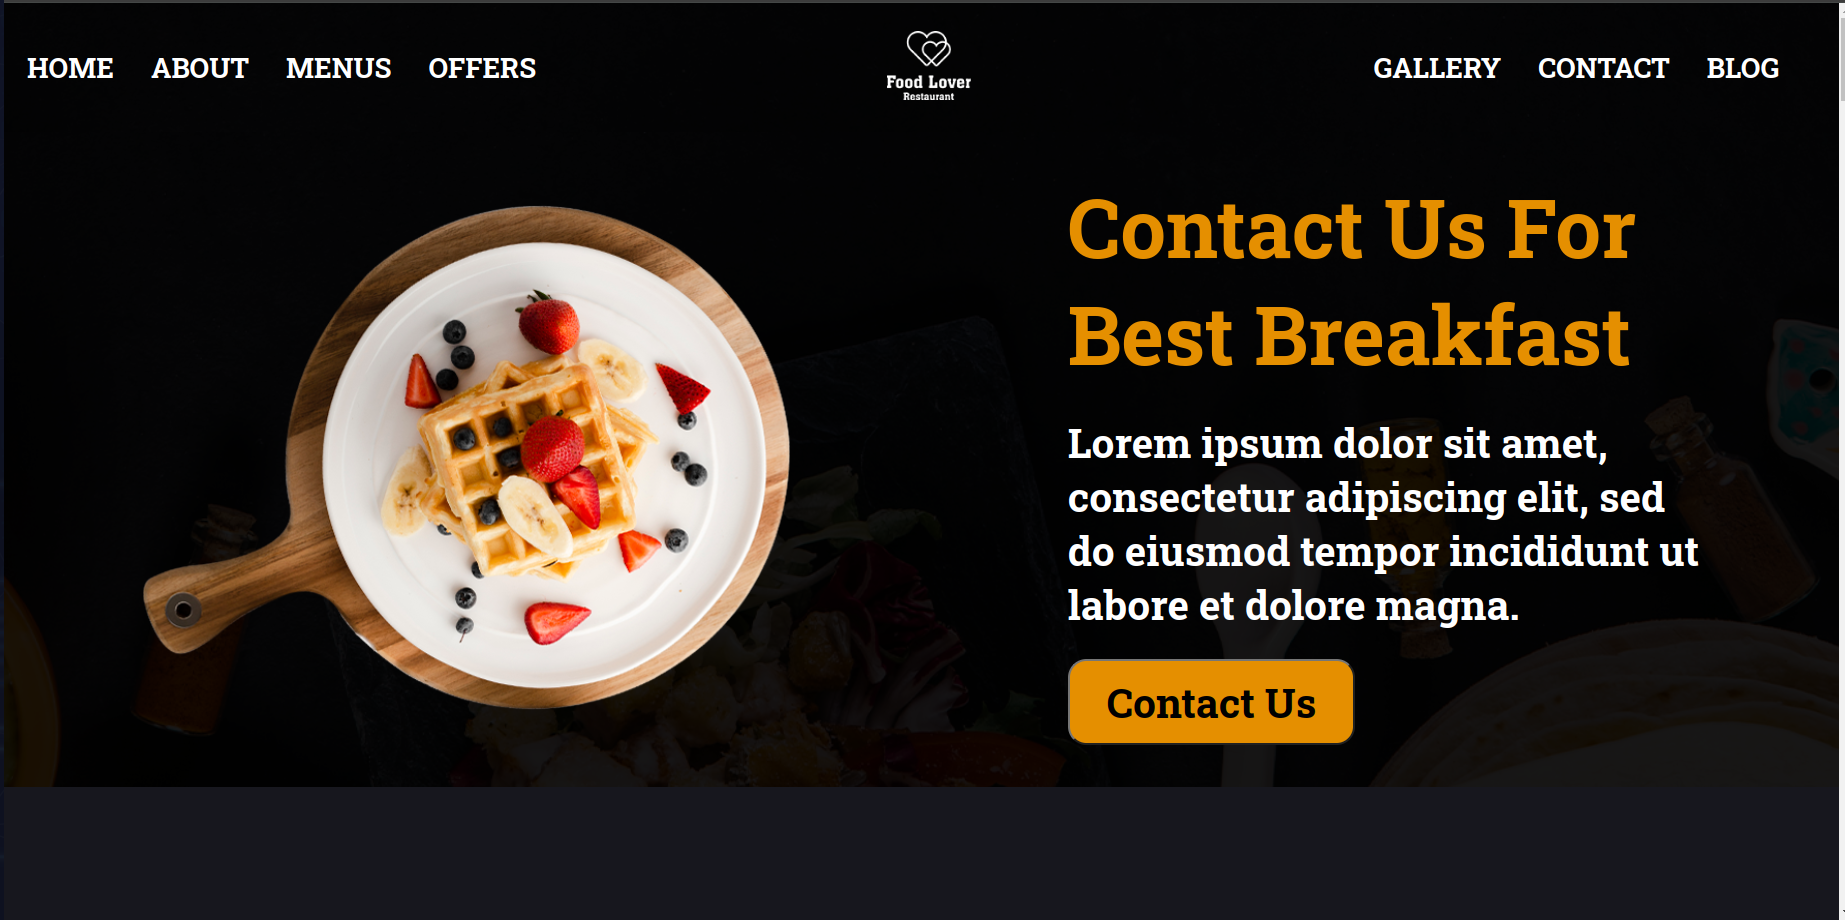 HOME ABOUT MENUS OFFERS
Food Lover
Restaurant
GALLERY CONTACT BLOG
Contact Us For
Best Breakfast
Lorem ipsum dolor sit amet,
consectetur adipiscing elit, sed
do eiusmod tempor incididunt ut
labore et dolore magna.
Contact Us